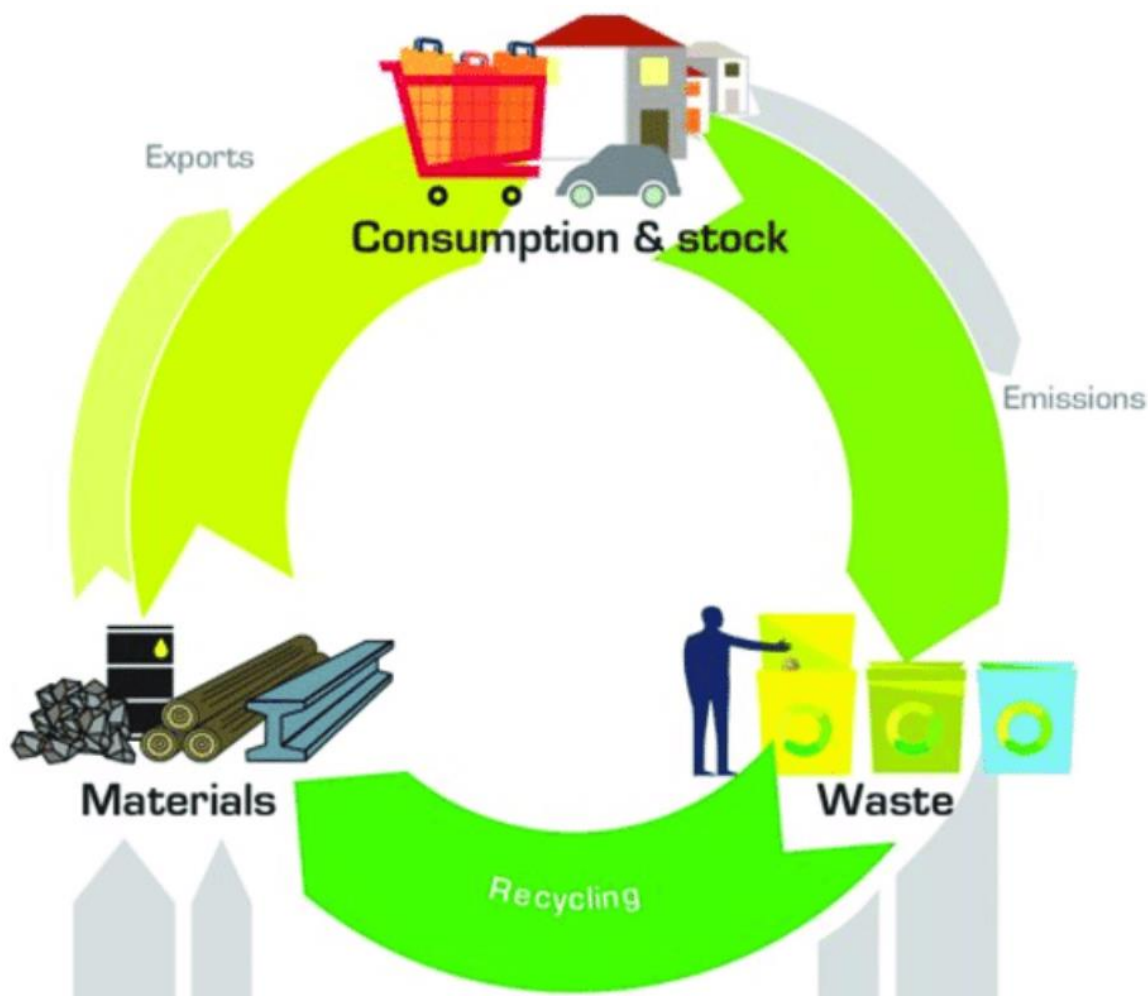 Exports
Consumption & stock
Emissions
Materials
Waste
Recycling